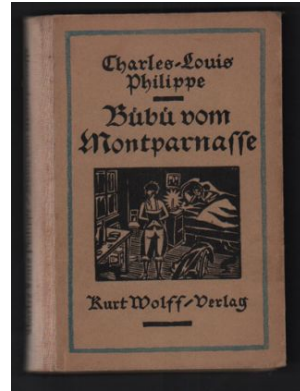 Charles-Louis
Philippe
Bübü vom
Montparnasse
Kurt Wolff/Verlag